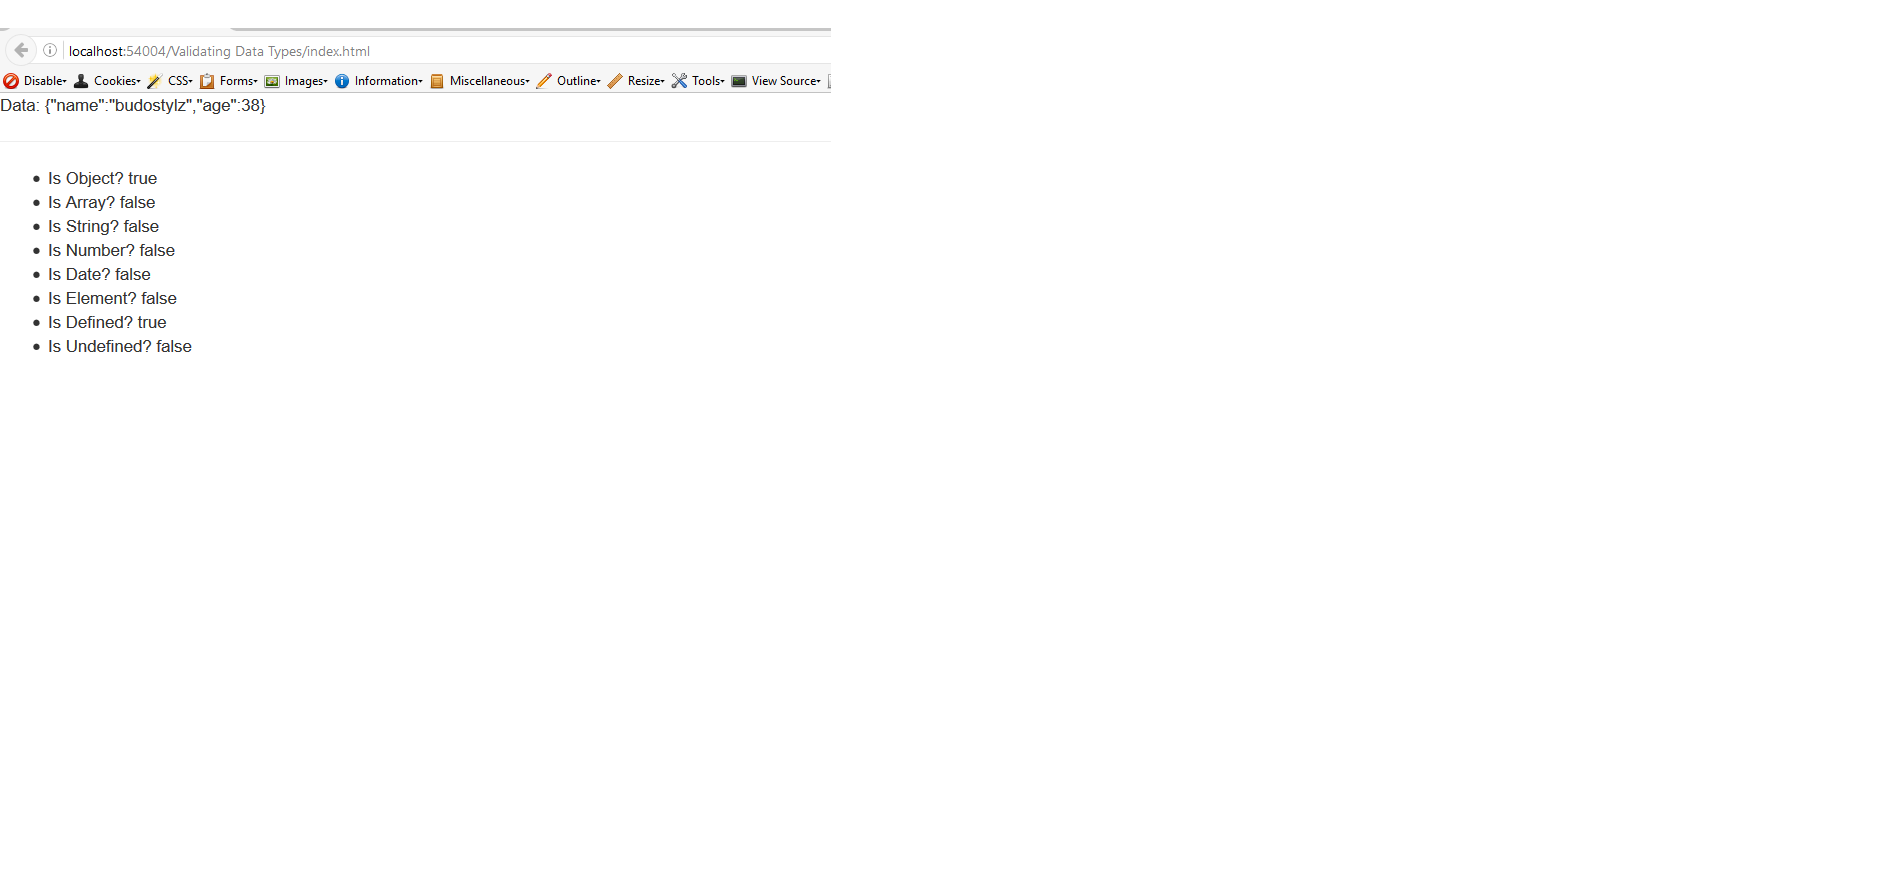 localhost:54004/Validating Data Types/index.html
Disable Cookies CSS Forms Images Information Miscellaneous Outline Resize Tools View Source
Data: {"name":"budostylz","age":38}
Is Object? true
Is Array? false
Is String? false
Is Number? false
Is Date? false
Is Element? false
Is Defined? true
Is Undefined? false